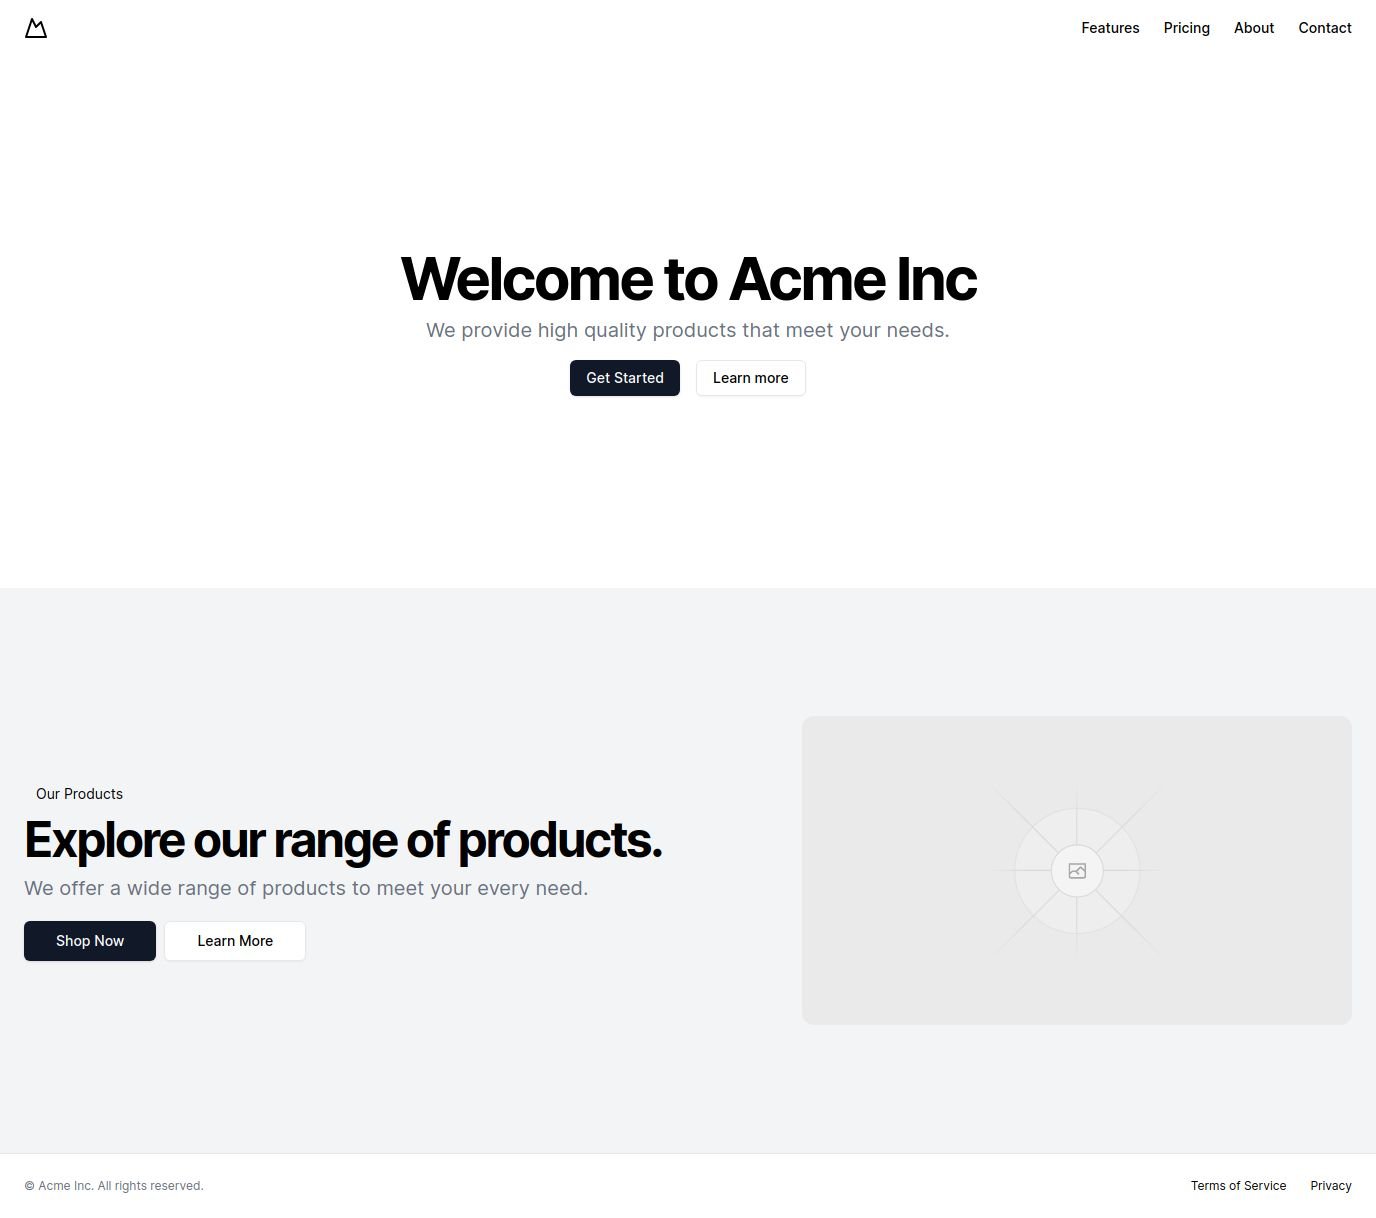 Features Pricing About Contact
Welcome to Acme Inc
We provide high quality products that meet your needs.
Get Started Learn more
Our Products
Explore our range of products.
We offer a wide range of products to meet your every need.
Shop Now Learn More
© Acme Inc. All rights reserved. Terms of Service Privacy